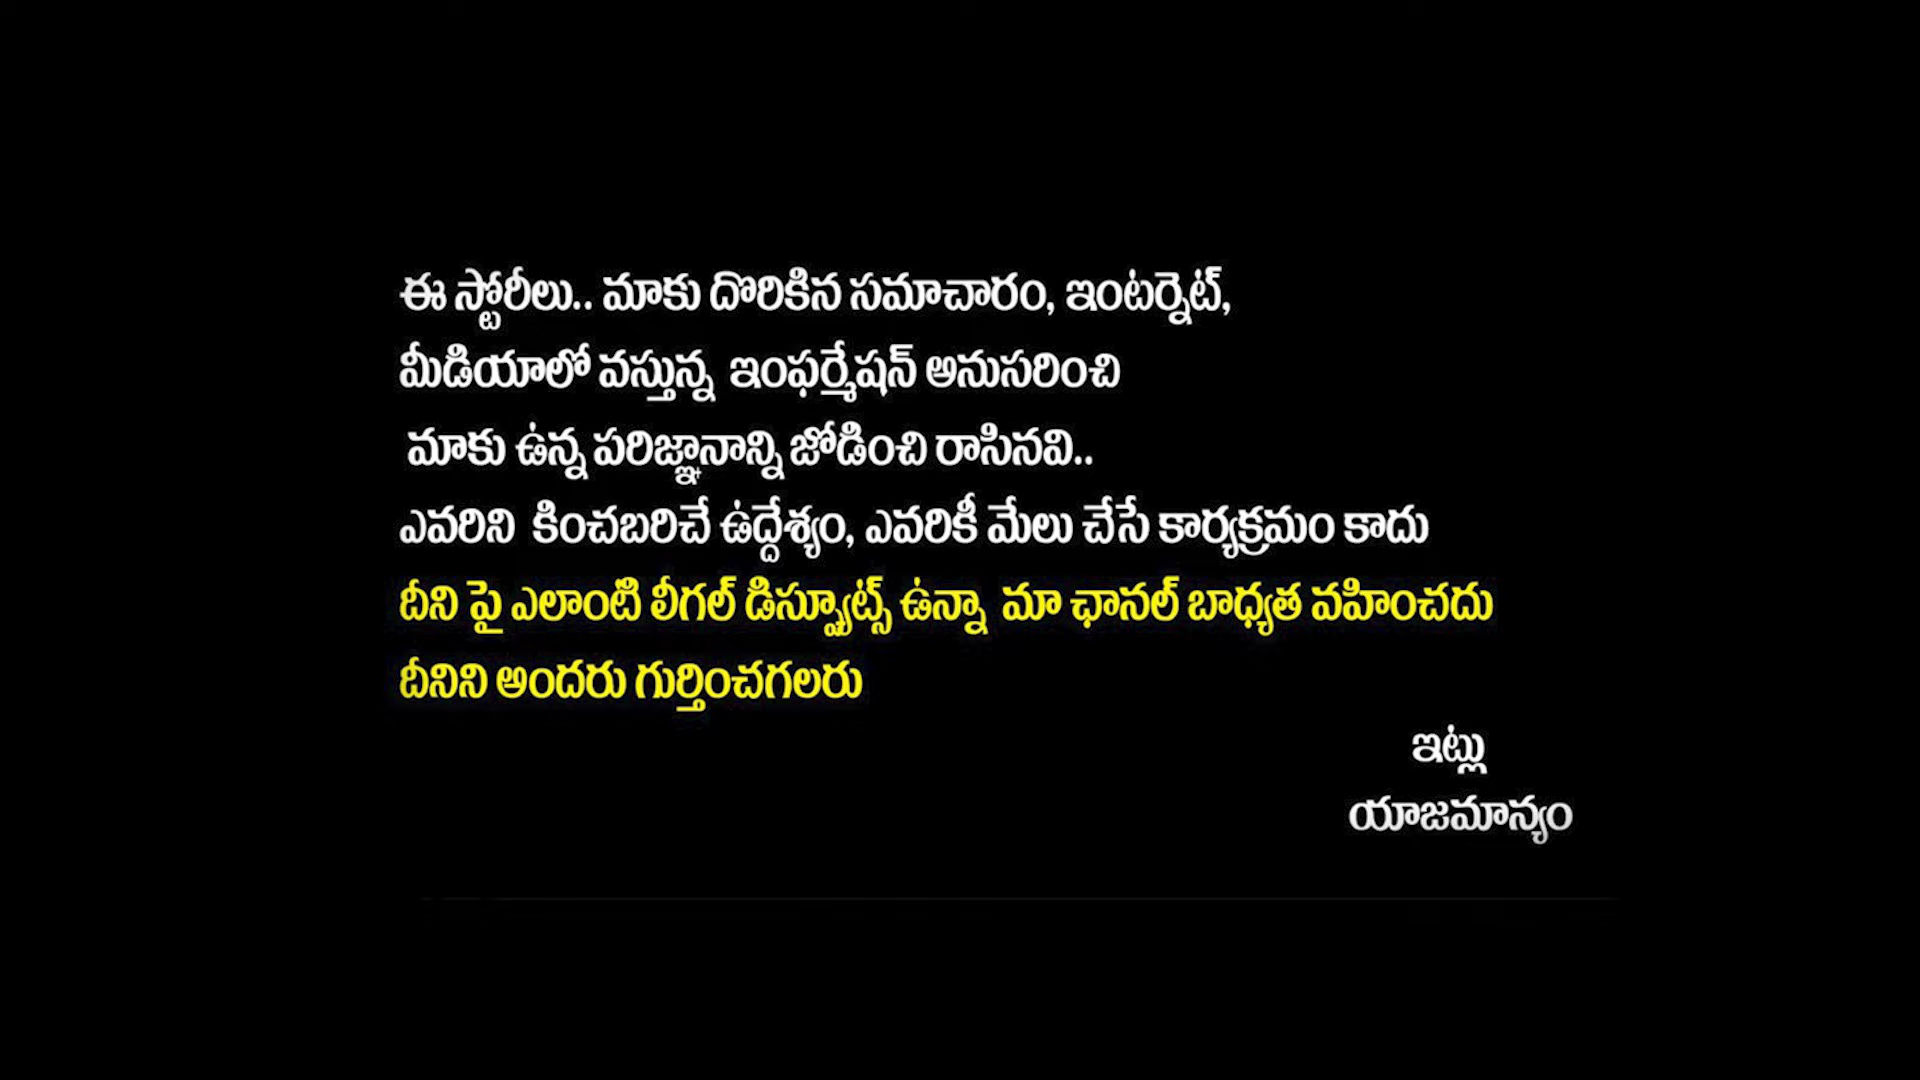 ఈ స్టోరీలు.. మాకు దొరికిన సమాచారం, ఇంటర్నెట్,
మీడియాలో వస్తున్న ఇంఫర్మేషన్ అనుసరించి
మాకు ఉన్న పరిజ్ఞానాన్ని జోడించి రాసినవి..
ఎవరిని కించబరిచే ఉద్దేశ్యం, ఎవరికీ మేలు చేసే కార్యక్రమం కాదు
దీని పై ఎలాంటి లీగల్ డిస్ప్యూట్స్ ఉన్నా మా ఛానల్ బాధ్యత వహించదు
దీనిని అందరు గుర్తించగలరు
ఇట్లు
యాజమాన్యం